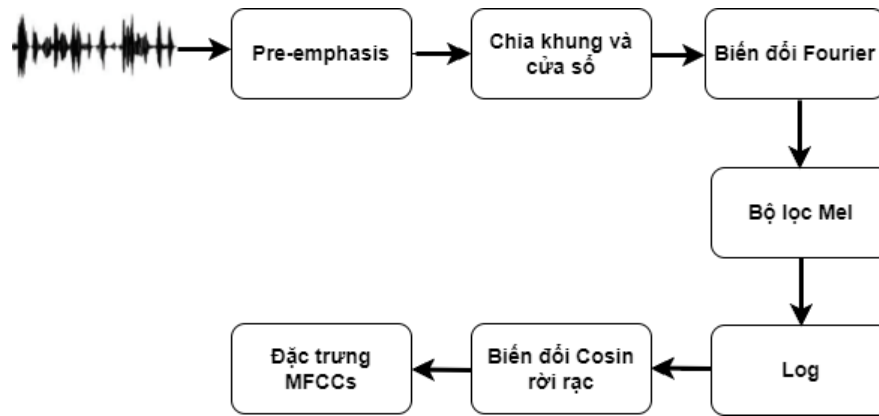 Pre-emphasis
Chia khung và
cửa sổ
Biến đổi Fourier
Bộ lọc Mel
Log
Biến đổi Cosin
rời rạc
Đặc trưng
MFCCs